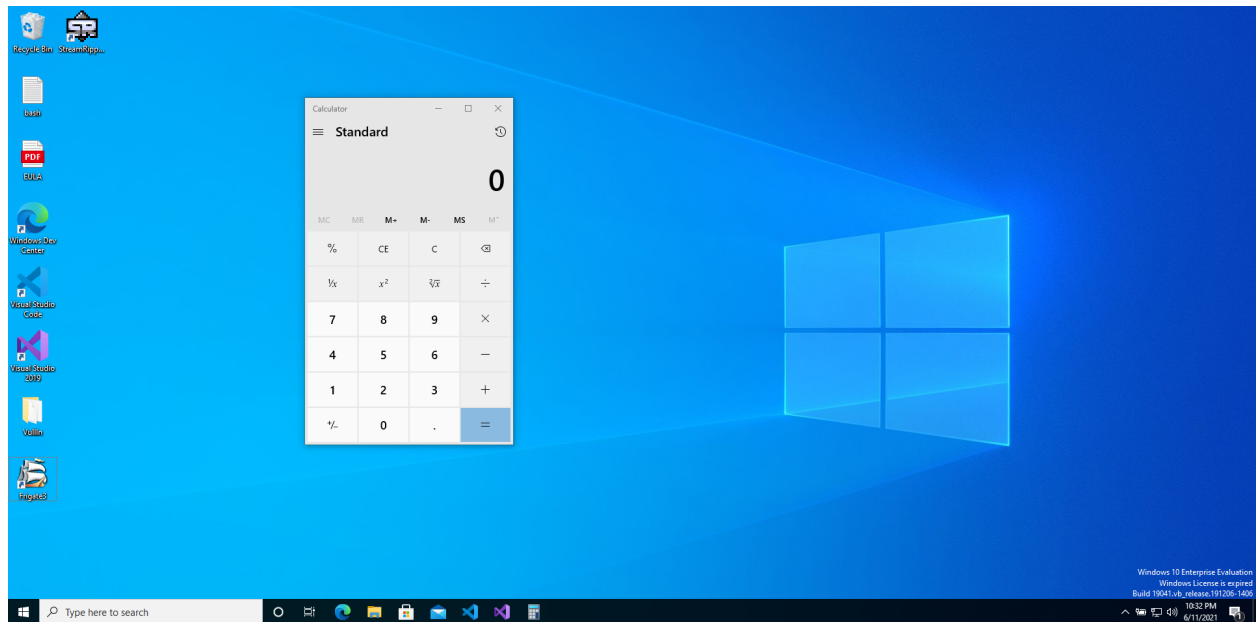 Recycle Bin
StreamRipp...
bash
PDF
EULA
Windows Dev
Center
Visual Studio
Code
Visual Studio
2019
Frigate3
Calculator
Standard
0
MC MR M+ M- MS M˅
% CE C
¹/x x² ²√x ÷
7 8 9 ×
4 5 6 −
1 2 3 +
+/− 0 . =
Windows 10 Enterprise Evaluation
Windows License is expired
Build 19041.vb_release.191206-1406
Type here to search
10:32 PM
6/11/2021
1